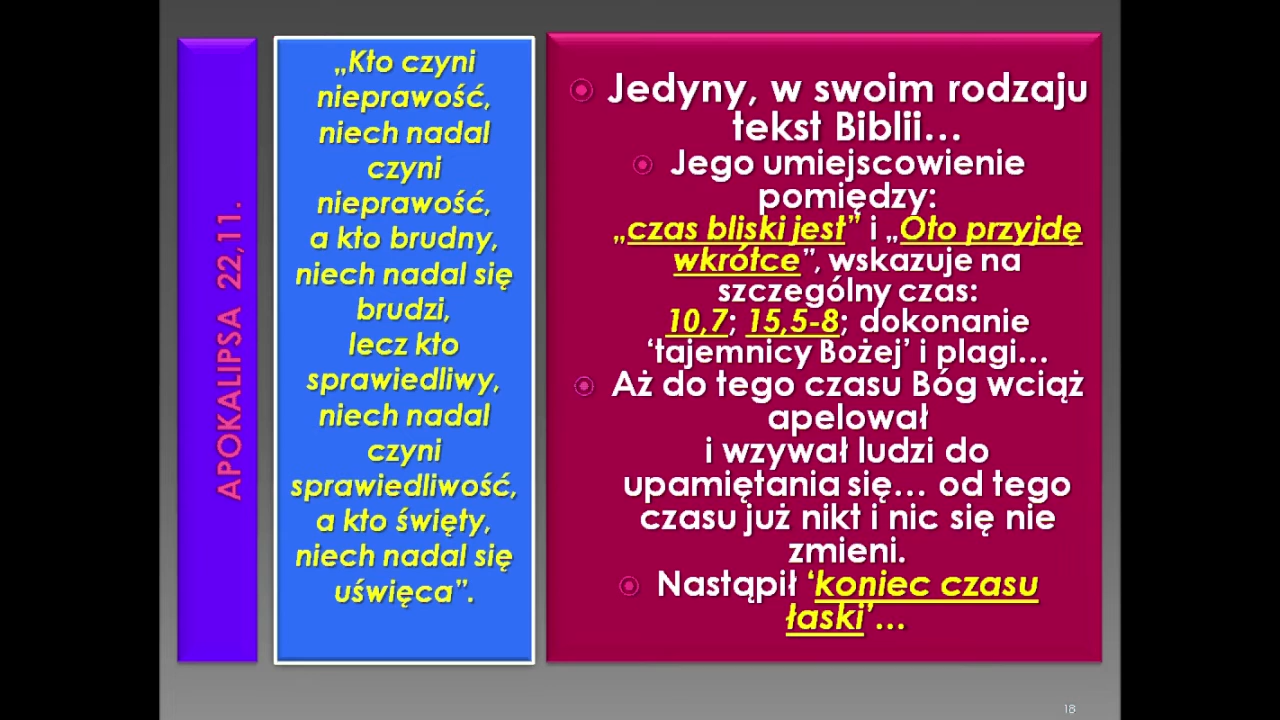 APOKALIPSA 22,11.
„Kto czyni
nieprawość,
niech nadal
czyni
nieprawość,
a kto brudny,
niech nadal się
brudzi,
lecz kto
sprawiedliwy,
niech nadal
czyni
sprawiedliwość,
a kto święty,
niech nadal się
uświęca”.
Jedyny, w swoim rodzaju
tekst Biblii…
Jego umiejscowienie
pomiędzy:
„czas bliski jest” i „Oto przyjdę
wkrótce”, wskazuje na
szczególny czas:
10,7; 15,5-8; dokonanie
‘tajemnicy Bożej’ i plagi…
Aż do tego czasu Bóg wciąż
apelował
i wzywał ludzi do
upamiętania się… od tego
czasu już nikt i nic się nie
zmieni.
Nastąpił ‘koniec czasu
łaski’…
18